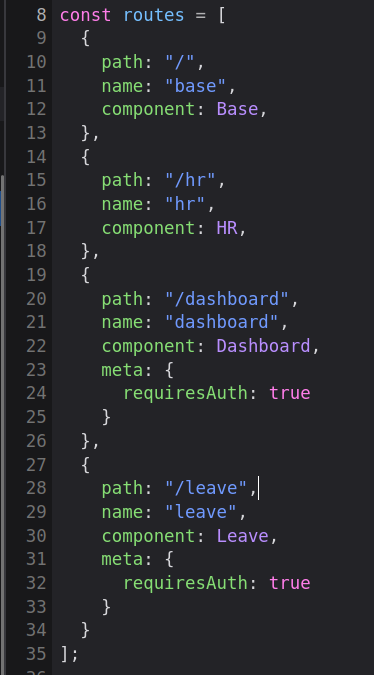 8 const routes = [
9   {
10     path: "/",
11     name: "base",
12     component: Base,
13   },
14   {
15     path: "/hr",
16     name: "hr",
17     component: HR,
18   },
19   {
20     path: "/dashboard",
21     name: "dashboard",
22     component: Dashboard,
23     meta: {
24       requiresAuth: true
25     }
26   },
27   {
28     path: "/leave",
29     name: "leave",
30     component: Leave,
31     meta: {
32       requiresAuth: true
33     }
34   }
35 ];